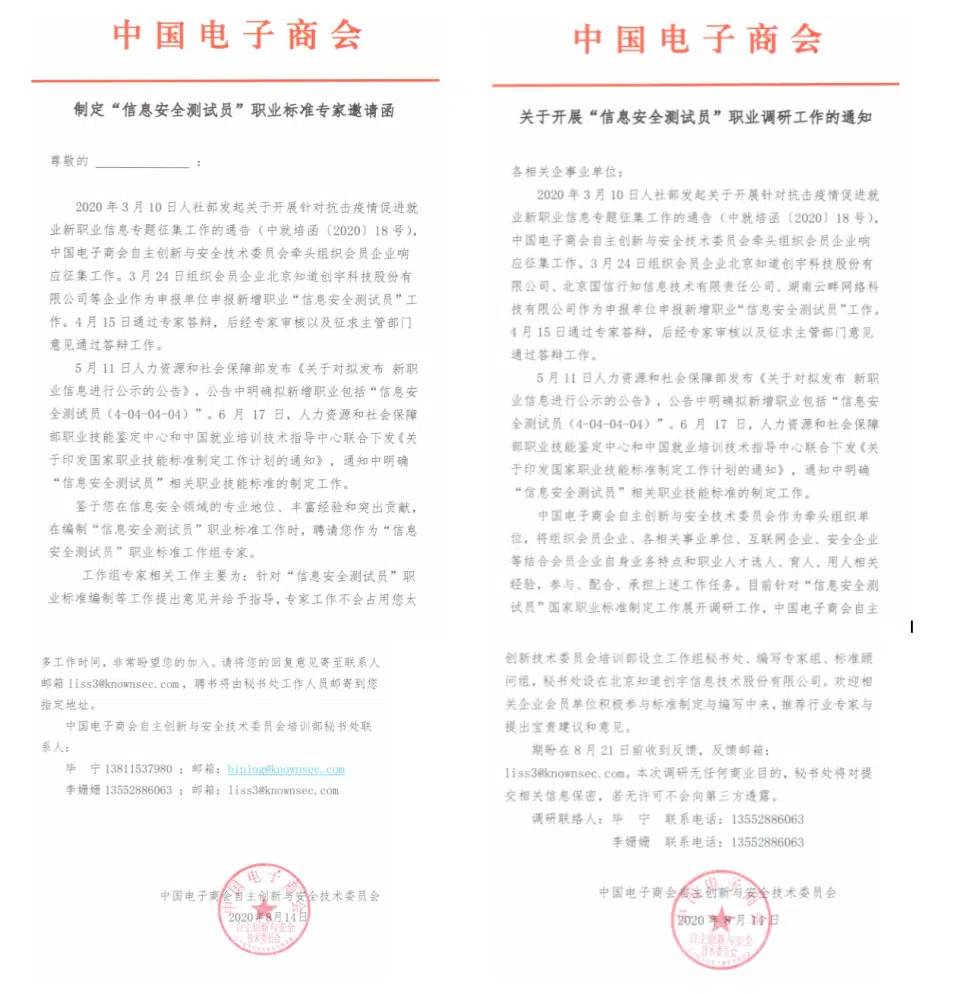 中国电子商会
制定“信息安全测试员”职业标准专家邀请函
尊敬的 ____________ ：
2020 年 3 月 10 日人社部发起关于开展针对抗击疫情促进就
业新职业信息专题征集工作的通告（中就培函〔2020〕18 号），
中国电子商会自主创新与安全技术委员会牵头组织会员企业响
应征集工作。3 月 24 日组织会员企业北京知道创宇科技股份有
限公司等企业作为申报单位申报新增职业“信息安全测试员”工
作。4 月 15 日通过专家答辩，后经专家审核以及征求主管部门
意见通过答辩工作。
5 月 11 日人力资源和社会保障部发布《关于对拟发布 新职
业信息进行公示的公告》，公告中明确拟新增职业包括“信息安
全测试员（4-04-04-04）”。6 月 17 日，人力资源和社会保障
部职业技能鉴定中心和中国就业培训技术指导中心联合下发《关
于印发国家职业技能标准制定工作计划的通知》，通知中明确
“信息安全测试员”相关职业技能标准的制定工作。
鉴于您在信息安全领域的专业地位、丰富经验和突出贡献，
在编制“信息安全测试员”职业标准工作时，聘请您作为“信息
安全测试员”职业标准工作组专家。
工作组专家相关工作主要为：针对“信息安全测试员”职
业标准编制等工作提出意见并给予指导，专家工作不会占用您太
多工作时间，非常盼望您的加入。请将您的回复意见寄至联系人
邮箱 liss3@knownsec.com，聘书将由秘书处工作人员邮寄到您
指定地址。
中国电子商会自主创新与安全技术委员会培训部秘书处联
系人：
毕　宁 13811537980 ；邮箱：bining@knownsec.com
李姗姗 13552886063 ；邮箱：liss3@knownsec.com
中国电子商会自主创新与安全技术委员会
2020年8月14日
中国电子商会
自主创新与安全
技术委员会
中国电子商会
关于开展“信息安全测试员”职业调研工作的通知
各相关企事业单位：
2020 年 3 月 10 日人社部发起关于开展针对抗击疫情促进就
业新职业信息专题征集工作的通告（中就培函〔2020〕18 号），
中国电子商会自主创新与安全技术委员会牵头组织会员企业响
应征集工作。3 月 24 日组织会员企业北京知道创宇科技股份有
限公司、北京国信行知信息技术有限责任公司、湖南云畔网络科
技有限公司作为申报单位申报新增职业“信息安全测试员”工作。
4 月 15 日通过专家答辩，后经专家审核以及征求主管部门意见
通过答辩工作。
5 月 11 日人力资源和社会保障部发布《关于对拟发布 新职
业信息进行公示的公告》，公告中明确拟新增职业包括“信息安
全测试员（4-04-04-04）”。6 月 17 日，人力资源和社会保障
部职业技能鉴定中心和中国就业培训技术指导中心联合下发《关
于印发国家职业技能标准制定工作计划的通知》，通知中明确
“信息安全测试员”相关职业技能标准的制定工作。
中国电子商会自主创新与安全技术委员会作为牵头组织单
位，将组织会员企业、各相关事业单位、互联网企业、安全企业
等结合会员企业自身业务特点和职业人才选人、育人、用人相关
经验，参与、配合、承担上述工作任务。目前针对“信息安全测
试员”国家职业标准制定工作展开调研工作，中国电子商会自主
创新技术委员会培训部设立工作组秘书处、编写专家组、标准顾
问组，秘书处设在北京知道创宇信息技术股份有限公司。欢迎相
关企业会员单位积极参与标准制定与编写中来，推荐行业专家与
提出宝贵建议和意见。
期盼在 8 月 21 日前收到反馈，反馈邮箱：
liss3@knownsec.com。本次调研无任何商业目的，秘书处将对提
交相关信息保密，若无许可不会向第三方透露。
调研联络人：毕　宁　联系电话：13552886063
李姗姗　联系电话：13552886063
中国电子商会自主创新与安全技术委员会
2020 年 8 月 14 日
中国电子商会
自主创新与安全
技术委员会